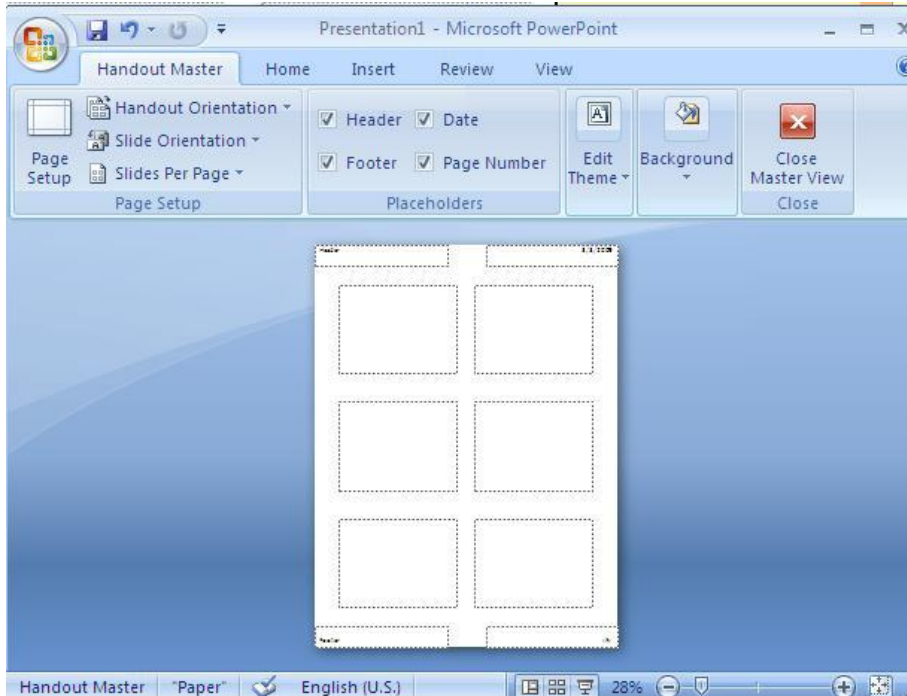 Presentation1 - Microsoft PowerPoint
Handout Master Home Insert Review View
Page Setup
Handout Orientation
Slide Orientation
Slides Per Page
Page Setup
Header Date
Footer Page Number
Placeholders
Edit Theme
Background
Close Master View
Close
Header
Handout Master "Paper" English (U.S.) 28%